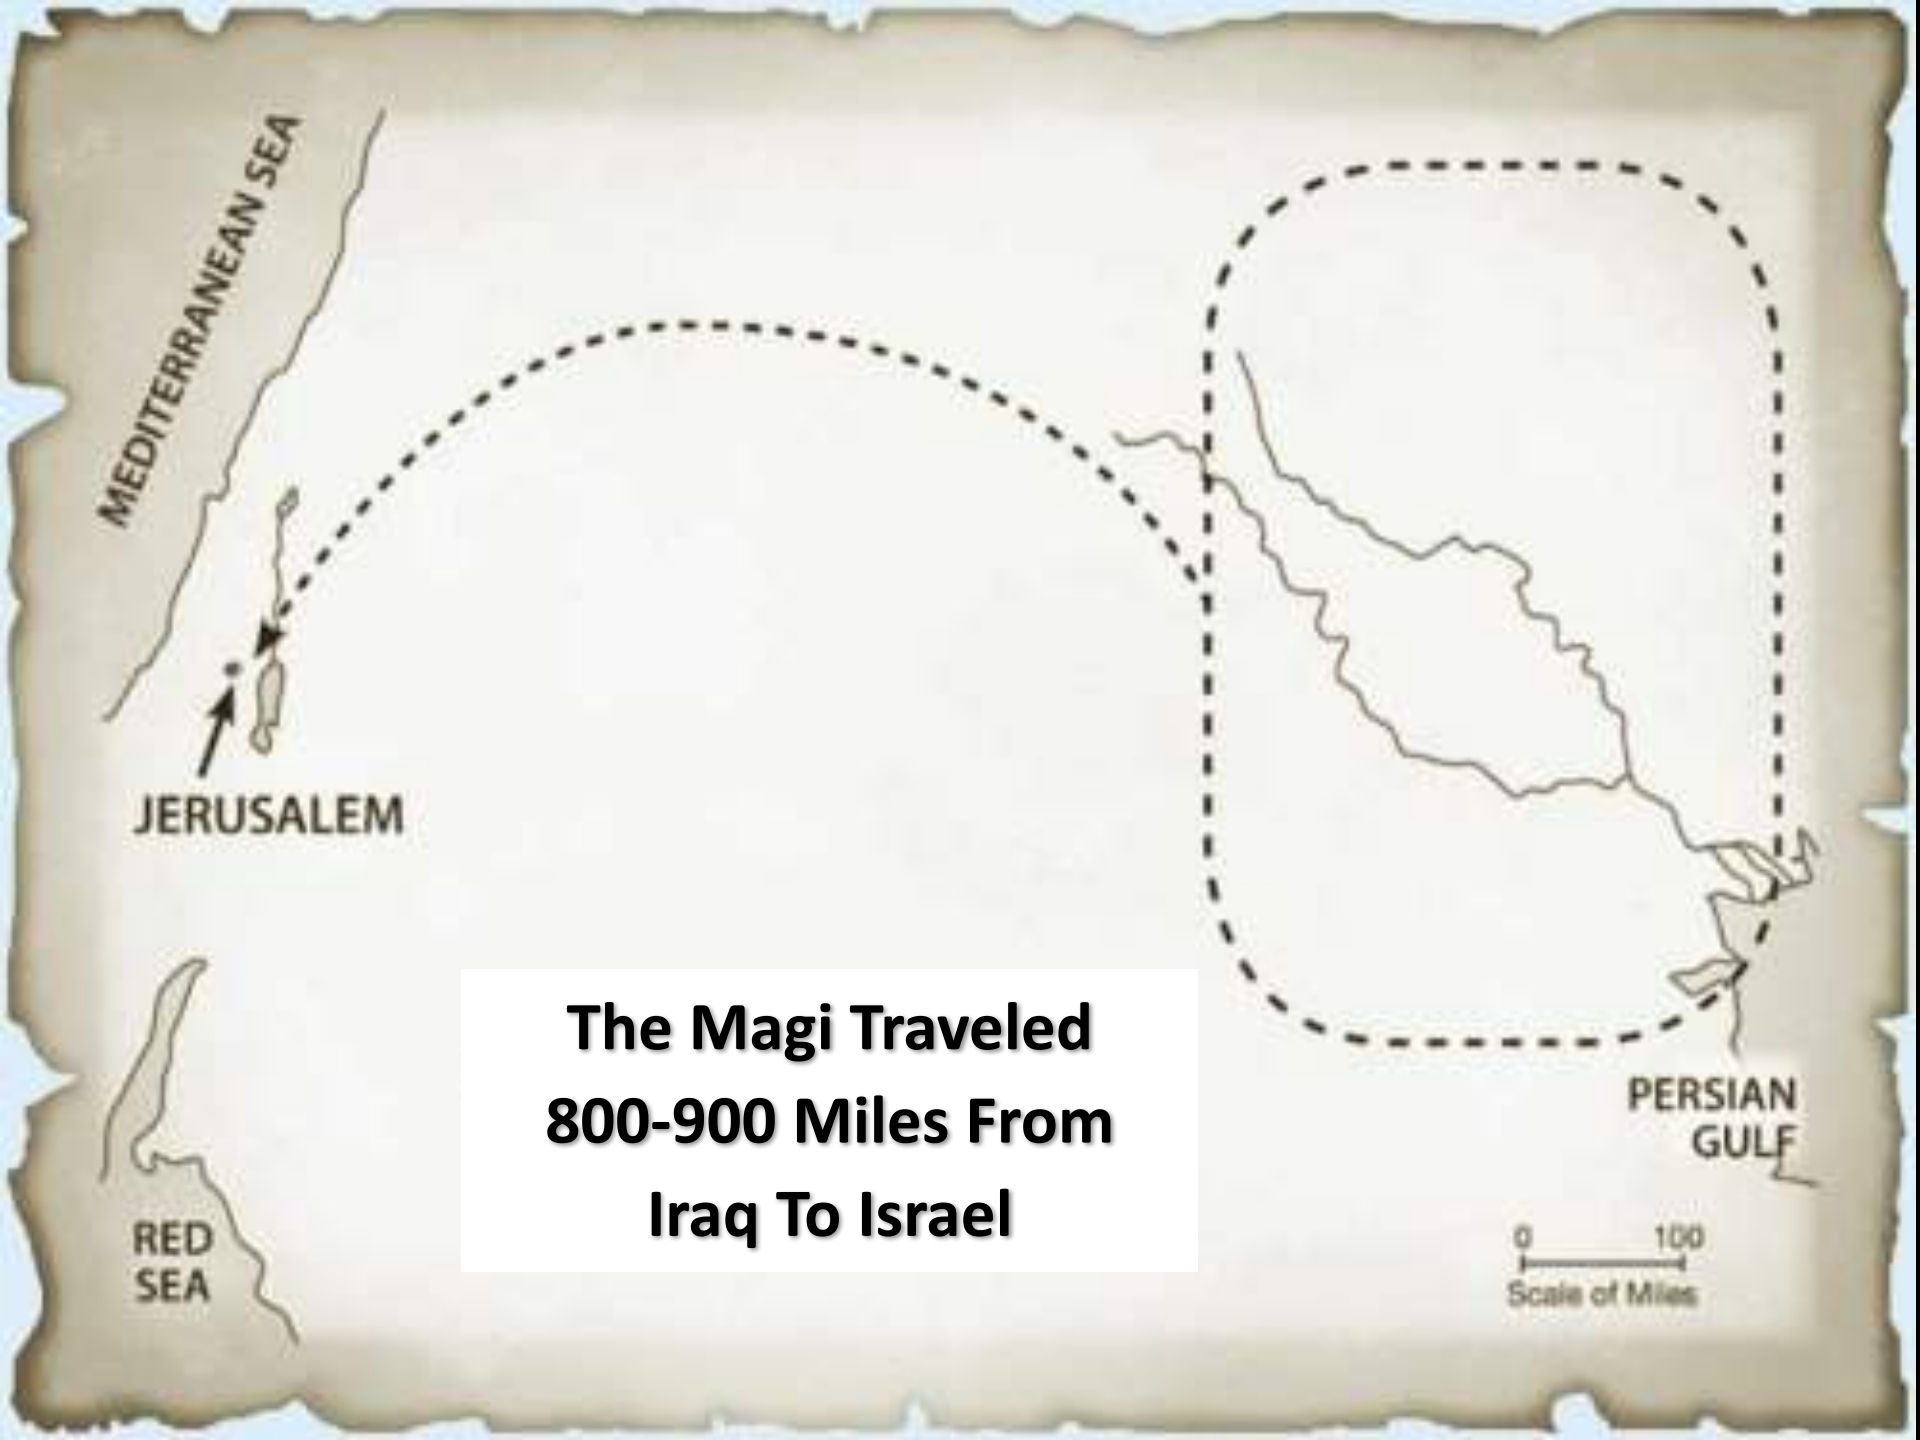 MEDITERRANEAN SEA
JERUSALEM
The Magi Traveled
800-900 Miles From
Iraq To Israel
PERSIAN
GULF
RED
SEA
0 100
Scale of Miles